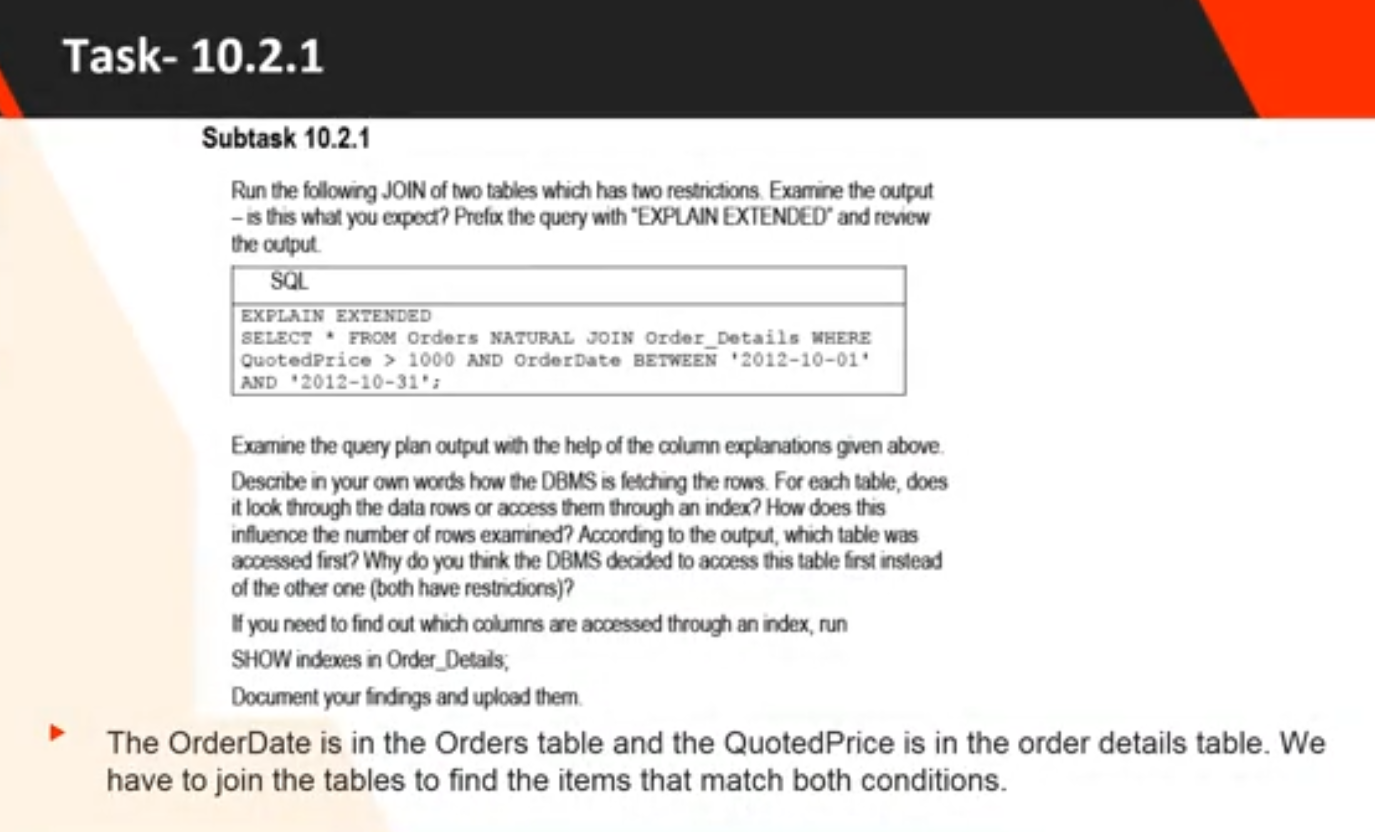 Task- 10.2.1
Subtask 10.2.1
Run the following JOIN of two tables which has two restrictions. Examine the output
– is this what you expect? Prefix the query with "EXPLAIN EXTENDED" and review
the output.
SQL
EXPLAIN EXTENDED
SELECT * FROM Orders NATURAL JOIN Order_Details WHERE
QuotedPrice > 1000 AND OrderDate BETWEEN '2012-10-01'
AND '2012-10-31';
Examine the query plan output with the help of the column explanations given above.
Describe in your own words how the DBMS is fetching the rows. For each table, does
it look through the data rows or access them through an index? How does this
influence the number of rows examined? According to the output, which table was
accessed first? Why do you think the DBMS decided to access this table first instead
of the other one (both have restrictions)?
If you need to find out which columns are accessed through an index, run
SHOW indexes in Order_Details;
Document your findings and upload them.
The OrderDate is in the Orders table and the QuotedPrice is in the order details table. We
have to join the tables to find the items that match both conditions.